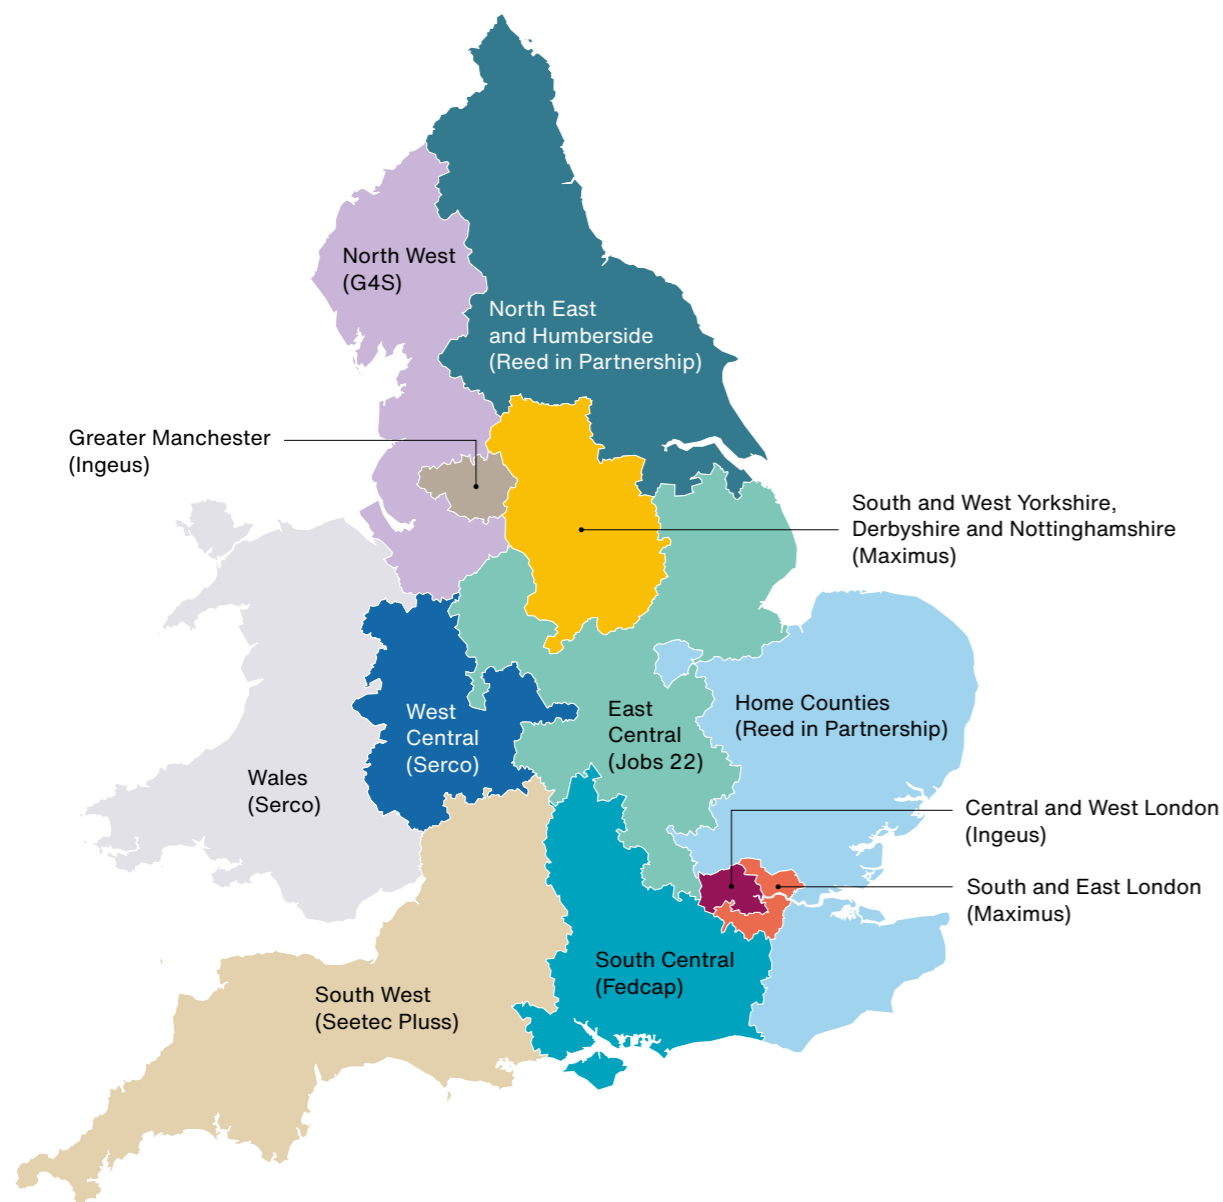 North West
(G4S)
North East
and Humberside
(Reed in Partnership)
Greater Manchester
(Ingeus)
South and West Yorkshire,
Derbyshire and Nottinghamshire
(Maximus)
West
Central
(Serco)
East
Central
(Jobs 22)
Home Counties
(Reed in Partnership)
Wales
(Serco)
Central and West London
(Ingeus)
South and East London
(Maximus)
South Central
(Fedcap)
South West
(Seetec Pluss)